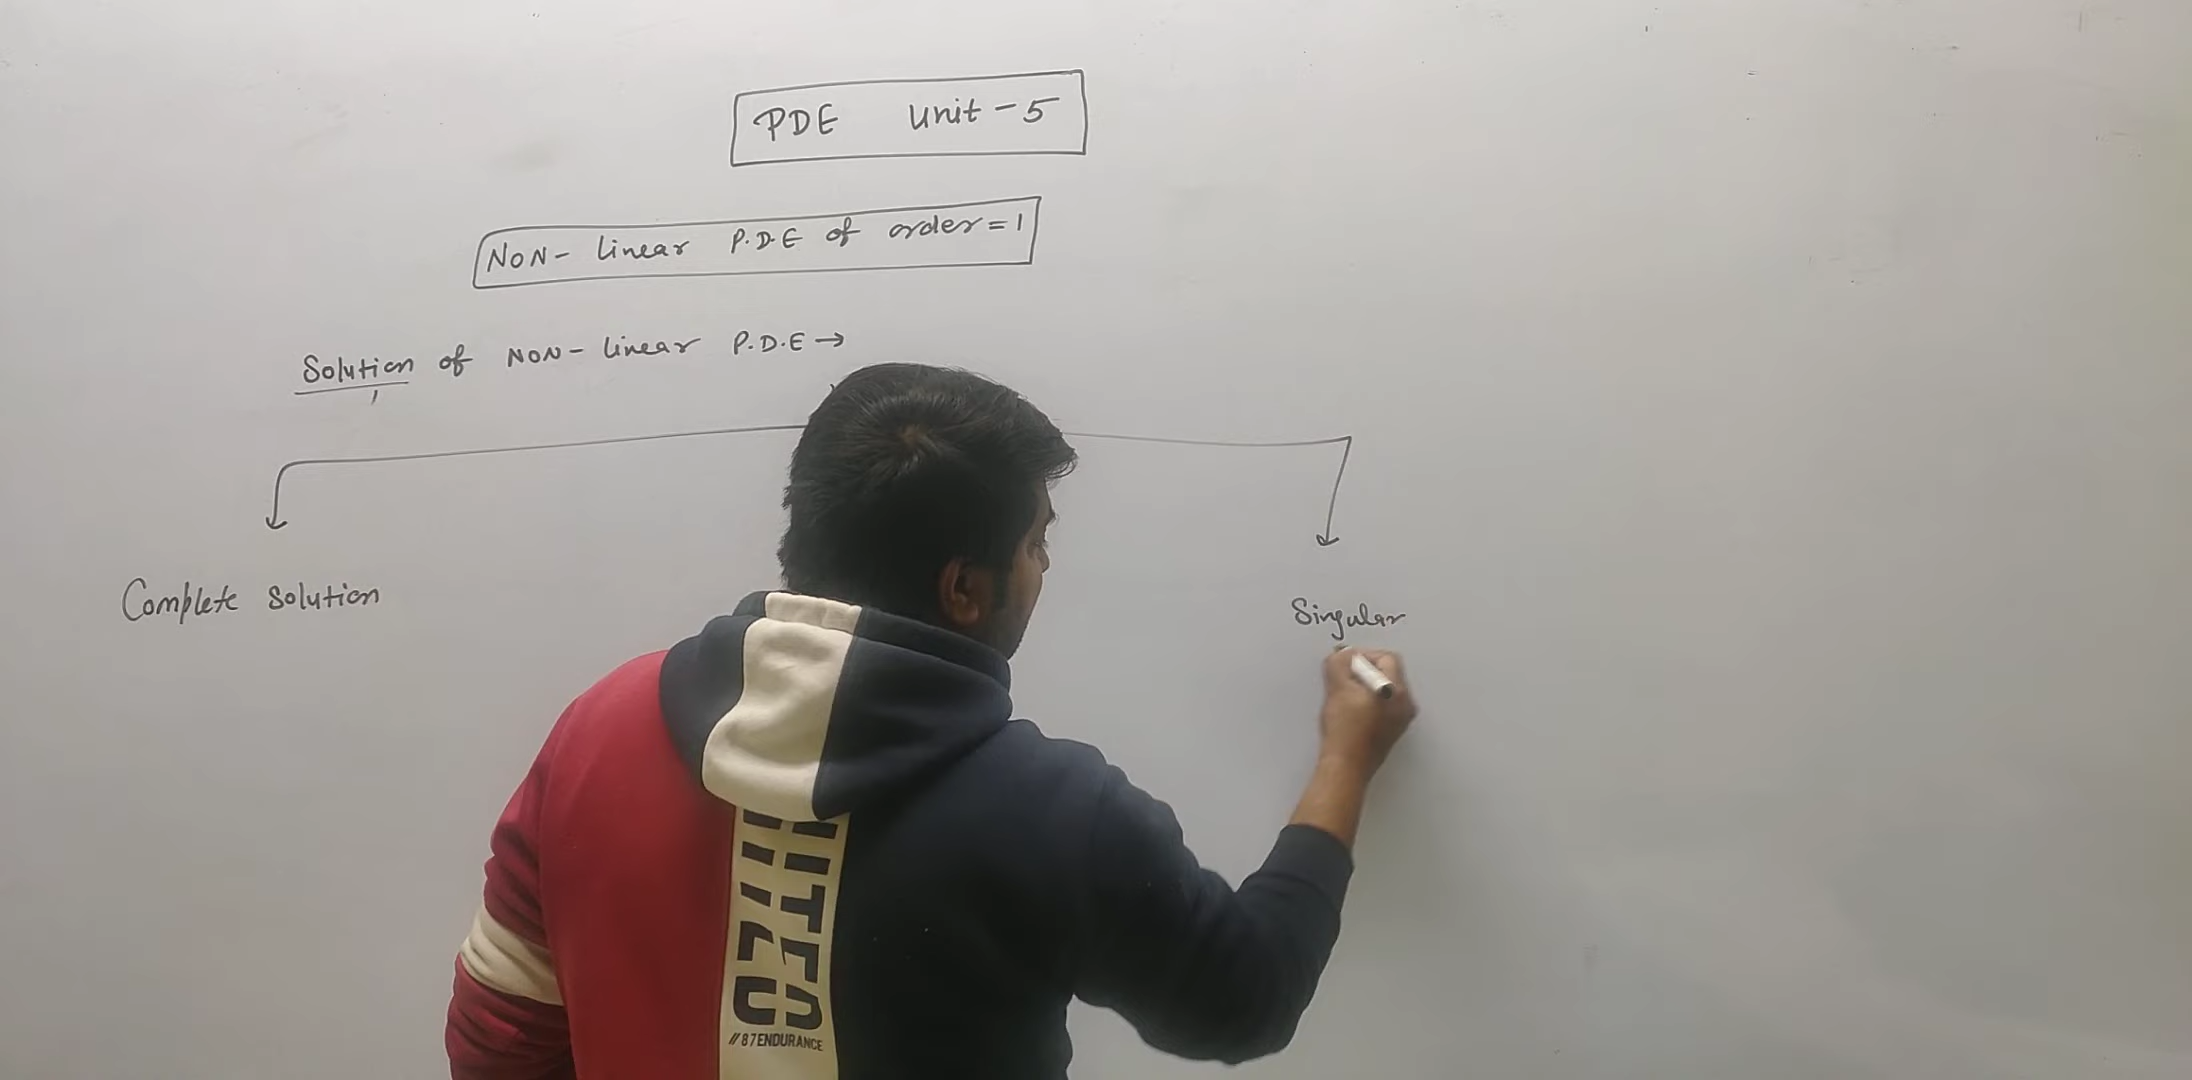 PDE Unit - 5
NON- linear P.D.E of order = 1
Solution of NON- linear P.D.E →
Complete Solution
Singular
//87ENDURANCE